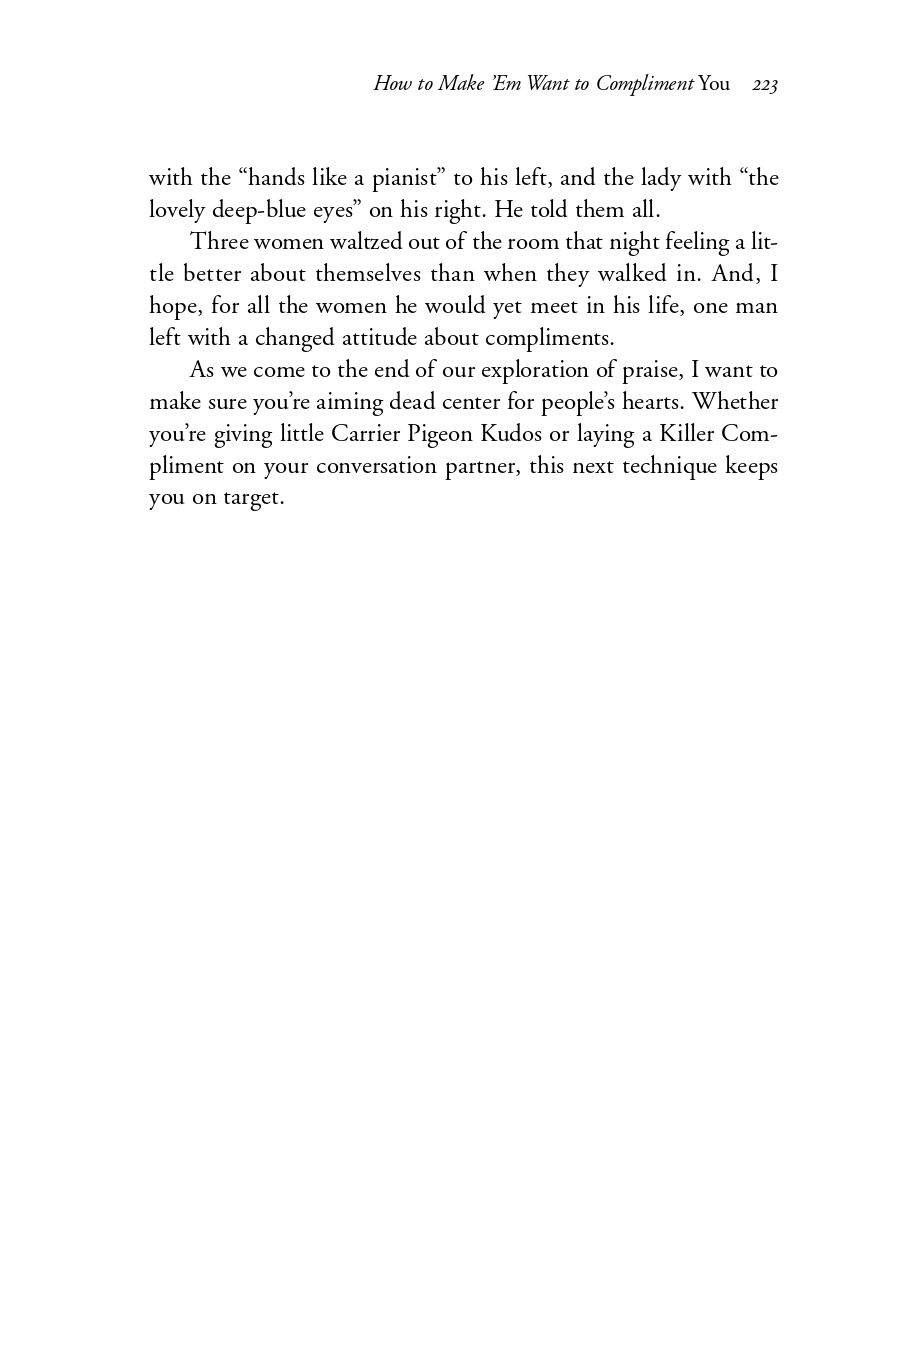 How to Make ’Em Want to Compliment You 223
with the “hands like a pianist” to his left, and the lady with “the
lovely deep-blue eyes” on his right. He told them all.
Three women waltzed out of the room that night feeling a lit-
tle better about themselves than when they walked in. And, I
hope, for all the women he would yet meet in his life, one man
left with a changed attitude about compliments.
As we come to the end of our exploration of praise, I want to
make sure you’re aiming dead center for people’s hearts. Whether
you’re giving little Carrier Pigeon Kudos or laying a Killer Com-
pliment on your conversation partner, this next technique keeps
you on target.